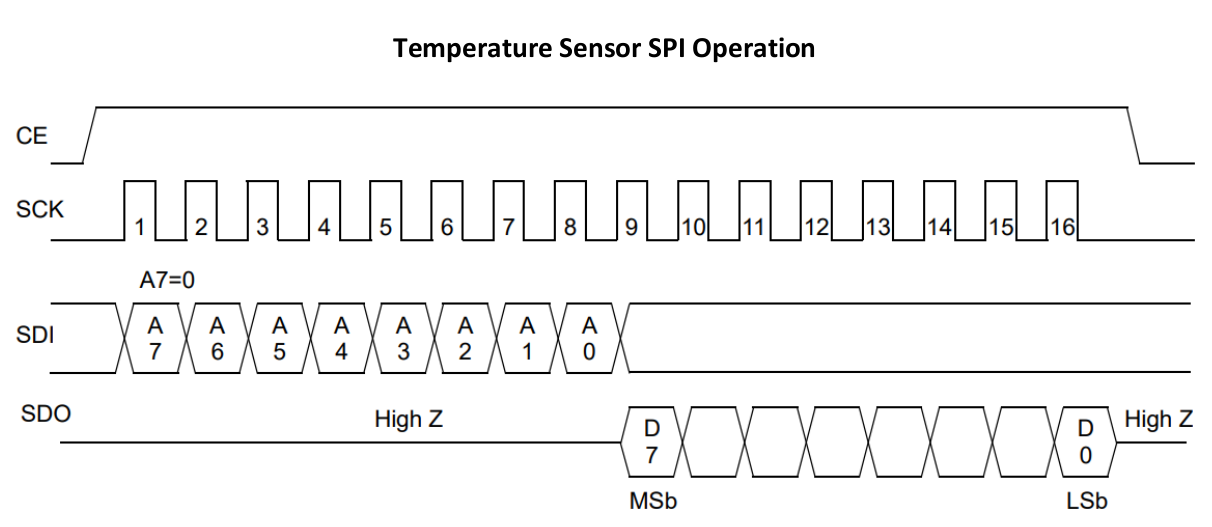 Temperature Sensor SPI Operation
CE
SCK
1 2 3 4 5 6 7 8 9 10 11 12 13 14 15 16
A7=0
SDI
A A A A A A A A
7 6 5 4 3 2 1 0
SDO
High Z
D D
7 0
High Z
MSb LSb